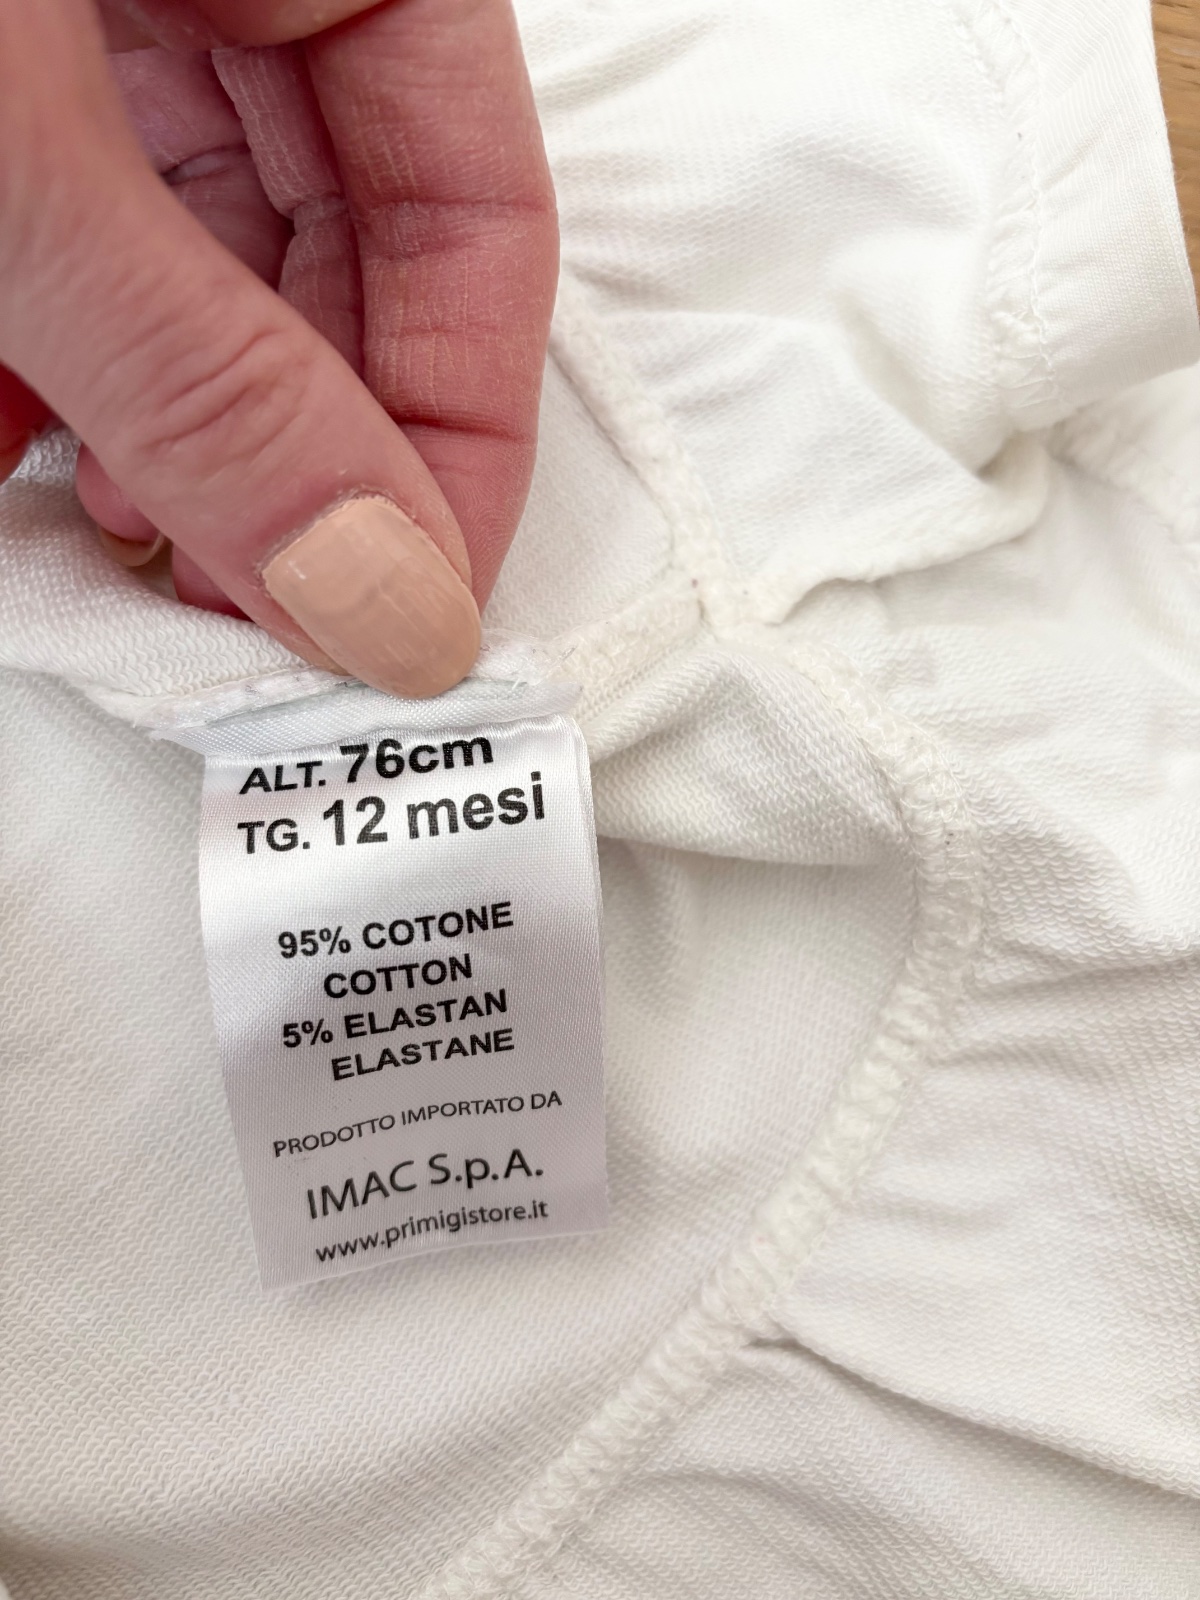 ALT. 76cm
TG. 12 mesi
95% COTONE
COTTON
5% ELASTAN
ELASTANE
PRODOTTO IMPORTATO DA
IMAC S.p.A.
www.primigistore.it